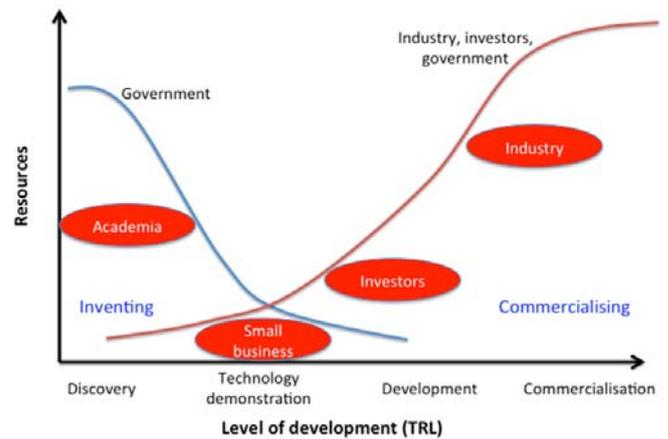 Industry, investors,
government
Government
Resources
Industry
Academia
Investors
Inventing
Commercialising
Small
business
Discovery
Technology
demonstration
Development
Commercialisation
Level of development (TRL)